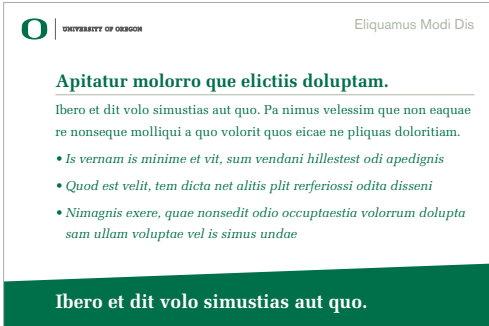 O UNIVERSITY OF OREGON
Eliquamus Modi Dis
Apitatur molorro que elictiis doluptam.
Ibero et dit volo simustias aut quo. Pa nimus velessim que non eaquae
re nonseque molliqui a quo volorit quos eicae ne pliquas doloritiam.
• Is vernam is minime et vit, sum vendani hillestest odi apedignis
• Quod est velit, tem dicta net alitis plit rerferiossi odita disseni
• Nimagnis exere, quae nonsedit odio occuptaestia volorrum dolupta
sam ullam voluptae vel is simus undae
Ibero et dit volo simustias aut quo.